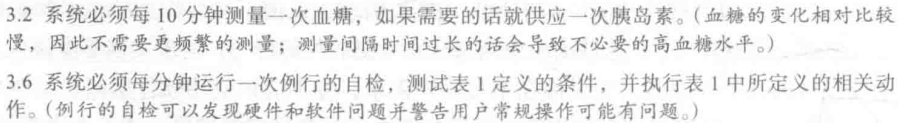 3.2 系统必须每 10 分钟测量一次血糖，如果需要的话就供应一次胰岛素。(血糖的变化相对比较
慢，因此不需要更频繁的测量；测量间隔时间过长的话会导致不必要的高血糖水平。)
3.6 系统必须每分钟运行一次例行的自检，测试表 1 定义的条件，并执行表 1 中所定义的相关动
作。(例行的自检可以发现硬件和软件问题并警告用户常规操作可能有问题。)